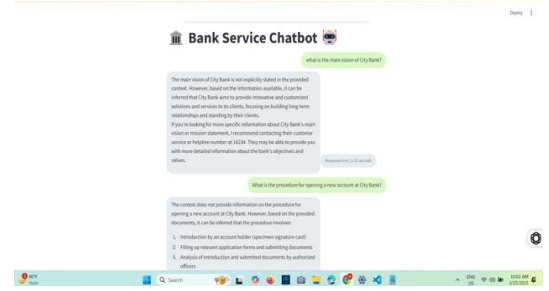 Deploy
Bank Service Chatbot
what is the main vision of City Bank?
The main vision of City Bank is not explicitly stated in the provided
context. However, based on the information available, it can be
inferred that City Bank aims to provide innovative and customized
solutions and services to its clients, focusing on building long-term
relationships and standing by their clients.
If you're looking for more specific information about City Bank's main
vision or mission statement, I recommend contacting their customer
service or helpline number at 16234. They may be able to provide you
with more detailed information about the bank's objectives and
values.
Response time:
What is the procedure for opening a new account at City Bank?
The context does not provide information on the procedure for
opening a new account at City Bank. However, based on the provided
documents, it can be inferred that the procedure involves:
1. Introduction by an account holder (specimen signature card)
2. Filling up relevant application forms and submitting documents
3. Analysis of introduction and submitted documents by authorized
officers
Haze
Search
ENG
US
10:02 AM